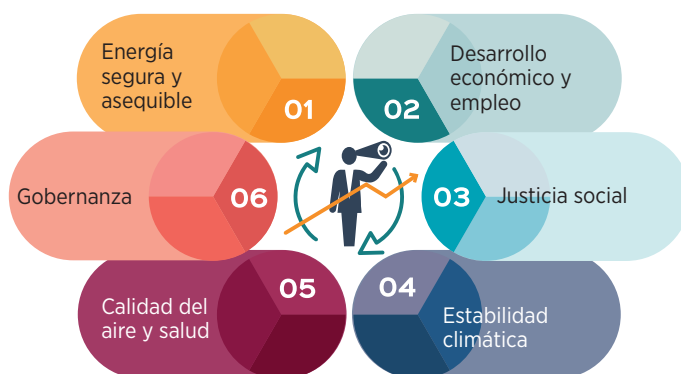 Energía
segura y
asequible
01
02
Desarrollo
económico y
empleo
Gobernanza
06
03
Justicia social
Calidad del
aire y salud
05
04
Estabilidad
climática